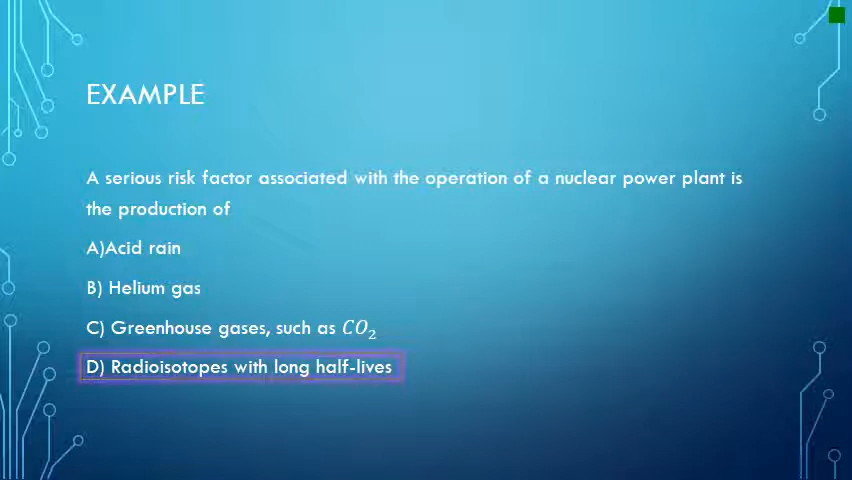 EXAMPLE
A serious risk factor associated with the operation of a nuclear power plant is
the production of
A)Acid rain
B) Helium gas
C) Greenhouse gases, such as CO₂
D) Radioisotopes with long half-lives